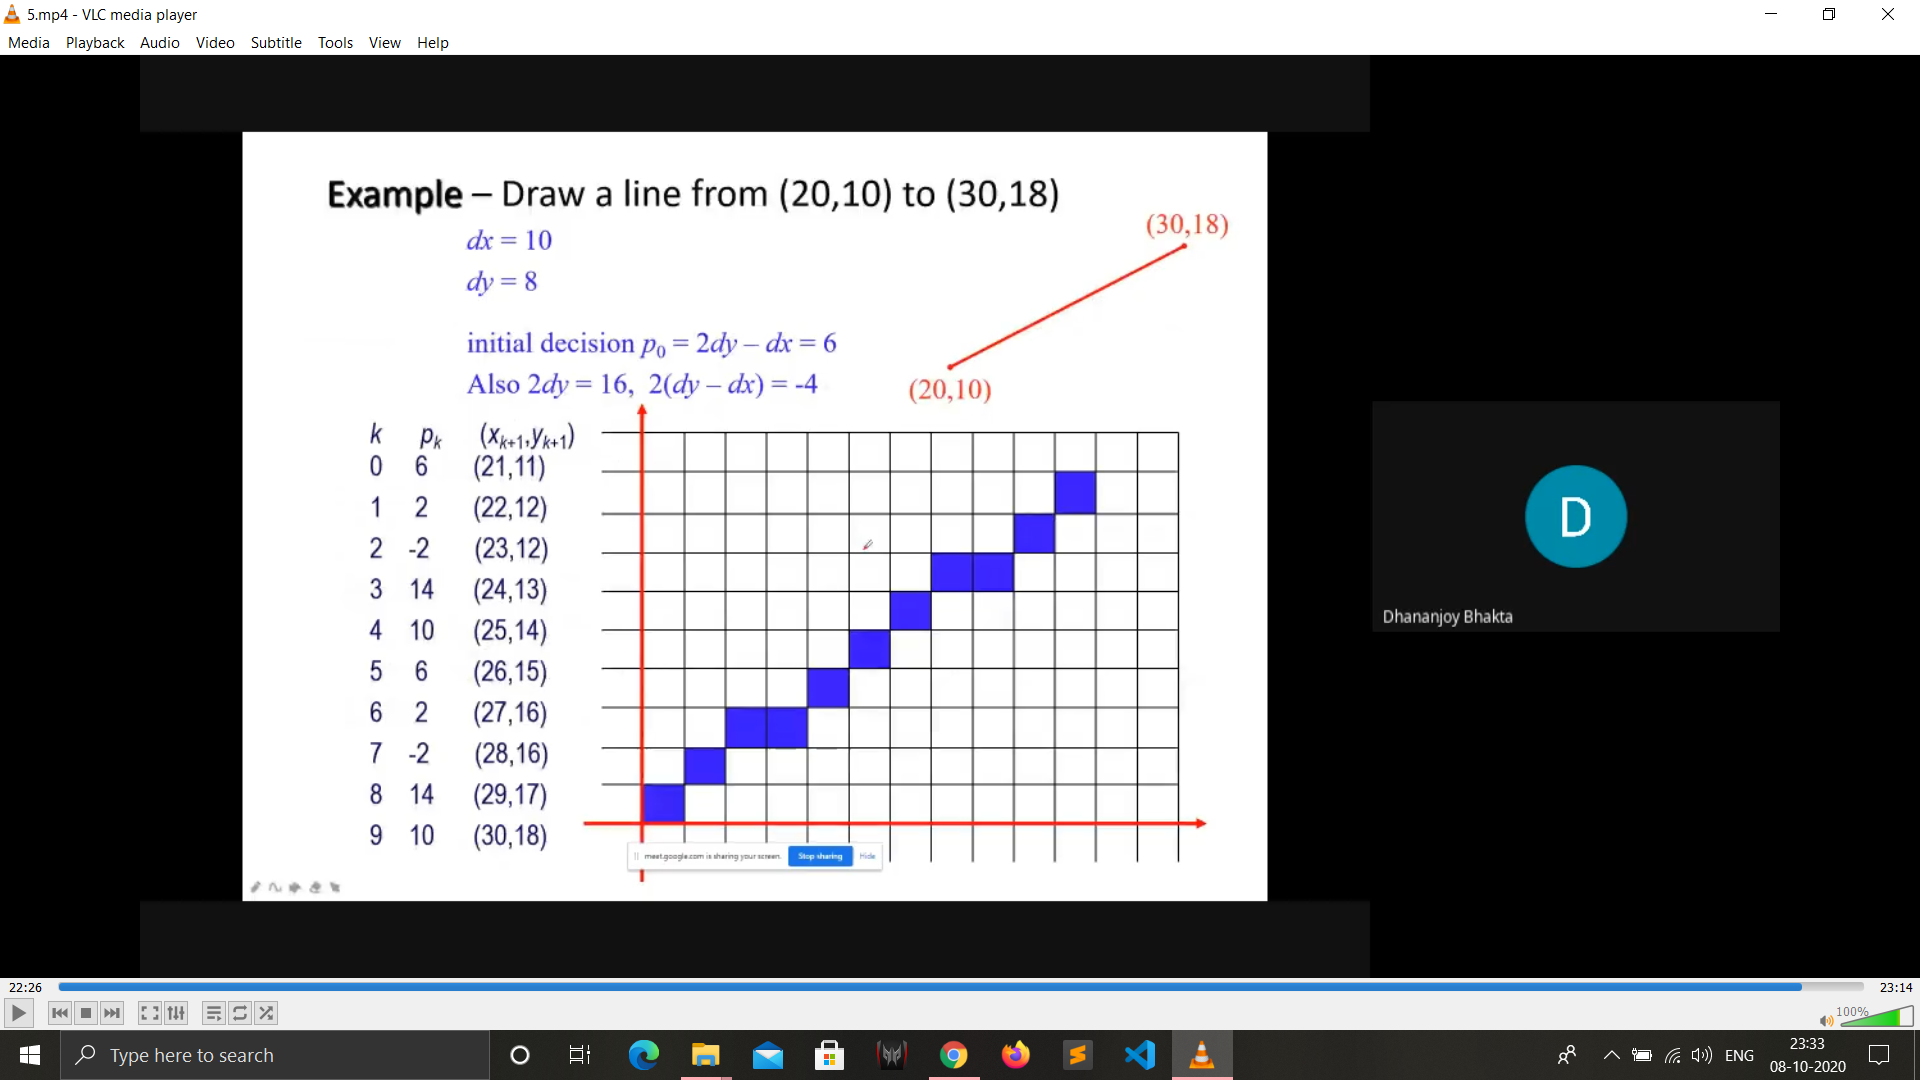 5.mp4 - VLC media player
Media Playback Audio Video Subtitle Tools View Help
Example – Draw a line from (20,10) to (30,18)
dx = 10
dy = 8
initial decision p0 = 2dy – dx = 6
Also 2dy = 16, 2(dy – dx) = -4
(30,18)
(20,10)
k pk (xk+1,yk+1)
0 6 (21,11)
1 2 (22,12)
2 -2 (23,12)
3 14 (24,13)
4 10 (25,14)
5 6 (26,15)
6 2 (27,16)
7 -2 (28,16)
8 14 (29,17)
9 10 (30,18)
meet.google.com is sharing your screen. Stop sharing Hide
D
Dhananjoy Bhakta
22:26 23:14
100%
Type here to search
ENG
23:33
08-10-2020